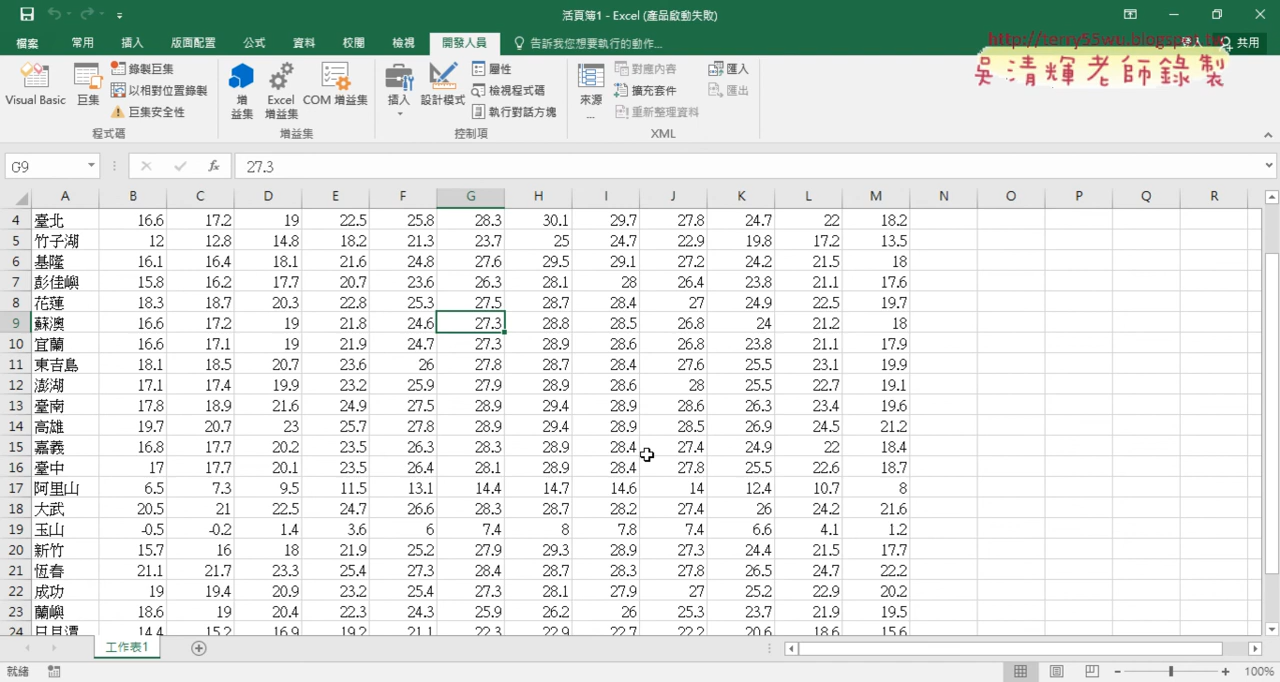 活頁簿1 - Excel (產品啟動失敗)
檔案 常用 插入 版面配置 公式 資料 校閱 檢視 開發人員 告訴我您想要執行的動作... 共用
http://terry55wu.blogspot.tw
吳清輝老師錄製
Visual Basic 巨集 錄製巨集 以相對位置錄製 巨集安全性
程式碼
增益集 Excel 增益集 COM 增益集
增益集
插入 設計模式 屬性 檢視程式碼 執行對話方塊
控制項
來源... 對應內容 擴充套件 重新整理資料 匯入 匯出
XML
G9 fx 27.3
A B C D E F G H I J K L M N O P Q R
4 臺北 16.6 17.2 19 22.5 25.8 28.3 30.1 29.7 27.8 24.7 22 18.2
5 竹子湖 12 12.8 14.8 18.2 21.3 23.7 25 24.7 22.9 19.8 17.2 13.5
6 基隆 16.1 16.4 18.1 21.6 24.8 27.6 29.5 29.1 27.2 24.2 21.5 18
7 彭佳嶼 15.8 16.2 17.7 20.7 23.6 26.3 28.1 28 26.4 23.8 21.1 17.6
8 花蓮 18.3 18.7 20.3 22.8 25.3 27.5 28.7 28.4 27 24.9 22.5 19.7
9 蘇澳 16.6 17.2 19 21.8 24.6 27.3 28.8 28.5 26.8 24 21.2 18
10 宜蘭 16.6 17.1 19 21.9 24.7 27.3 28.9 28.6 26.8 23.8 21.1 17.9
11 東吉島 18.1 18.5 20.7 23.6 26 27.8 28.7 28.4 27.6 25.5 23.1 19.9
12 澎湖 17.1 17.4 19.9 23.2 25.9 27.9 28.9 28.6 28 25.5 22.7 19.1
13 臺南 17.8 18.9 21.6 24.9 27.5 28.9 29.4 28.9 28.6 26.3 23.4 19.6
14 高雄 19.7 20.7 23 25.7 27.8 28.9 29.4 28.9 28.5 26.9 24.5 21.2
15 嘉義 16.8 17.7 20.2 23.5 26.3 28.3 28.9 28.4 27.4 24.9 22 18.4
16 臺中 17 17.7 20.1 23.5 26.4 28.1 28.9 28.4 27.8 25.5 22.6 18.7
17 阿里山 6.5 7.3 9.5 11.5 13.1 14.4 14.7 14.6 14 12.4 10.7 8
18 大武 20.5 21 22.5 24.7 26.6 28.3 28.7 28.2 27.4 26 24.2 21.6
19 玉山 -0.5 -0.2 1.4 3.6 6 7.4 8 7.8 7.4 6.6 4.1 1.2
20 新竹 15.7 16 18 21.9 25.2 27.9 29.3 28.9 27.3 24.4 21.5 17.7
21 恆春 21.1 21.7 23.3 25.4 27.3 28.4 28.7 28.3 27.8 26.5 24.7 22.2
22 成功 19 19.4 20.9 23.2 25.4 27.3 28.1 27.9 27 25.2 22.9 20.2
23 蘭嶼 18.6 19 20.4 22.3 24.3 25.9 26.2 26 25.3 23.7 21.9 19.5
24 日月潭 14.4 15.2 16.9 19.2 21.1 22.3 22.9 22.7 22.2 20.6 18.6 15.6
工作表1
就緒 100%